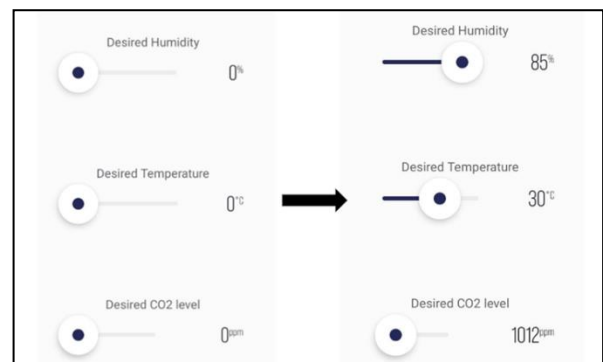 Desired Humidity
0%
Desired Temperature
0°C
Desired CO2 level
0ppm
Desired Humidity
85%
Desired Temperature
30°C
Desired CO2 level
1012ppm